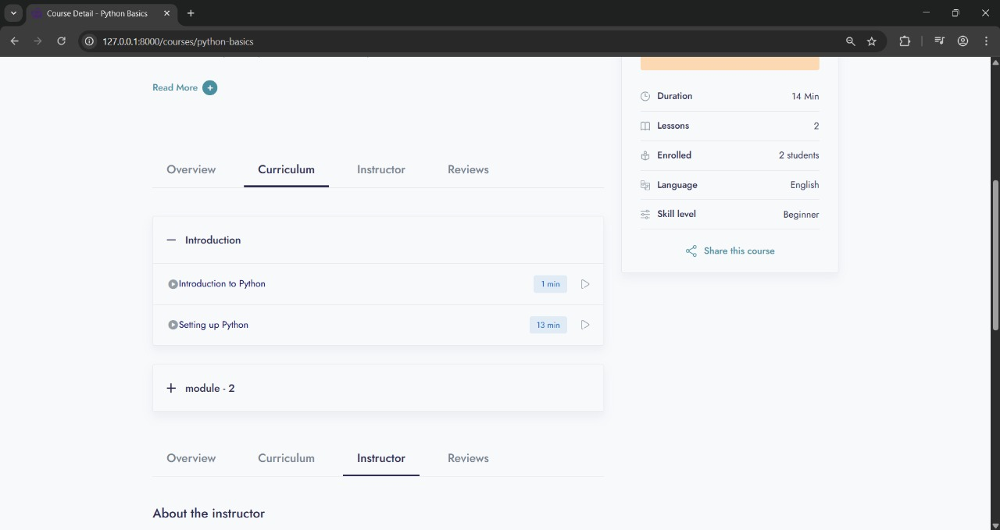 Course Detail - Python Basics
127.0.0.1:8000/courses/python-basics
Read More
Overview Curriculum Instructor Reviews
Introduction
Introduction to Python 1 min
Setting up Python 13 min
module - 2
Overview Curriculum Instructor Reviews
About the instructor
Duration 14 Min
Lessons 2
Enrolled 2 students
Language English
Skill level Beginner
Share this course